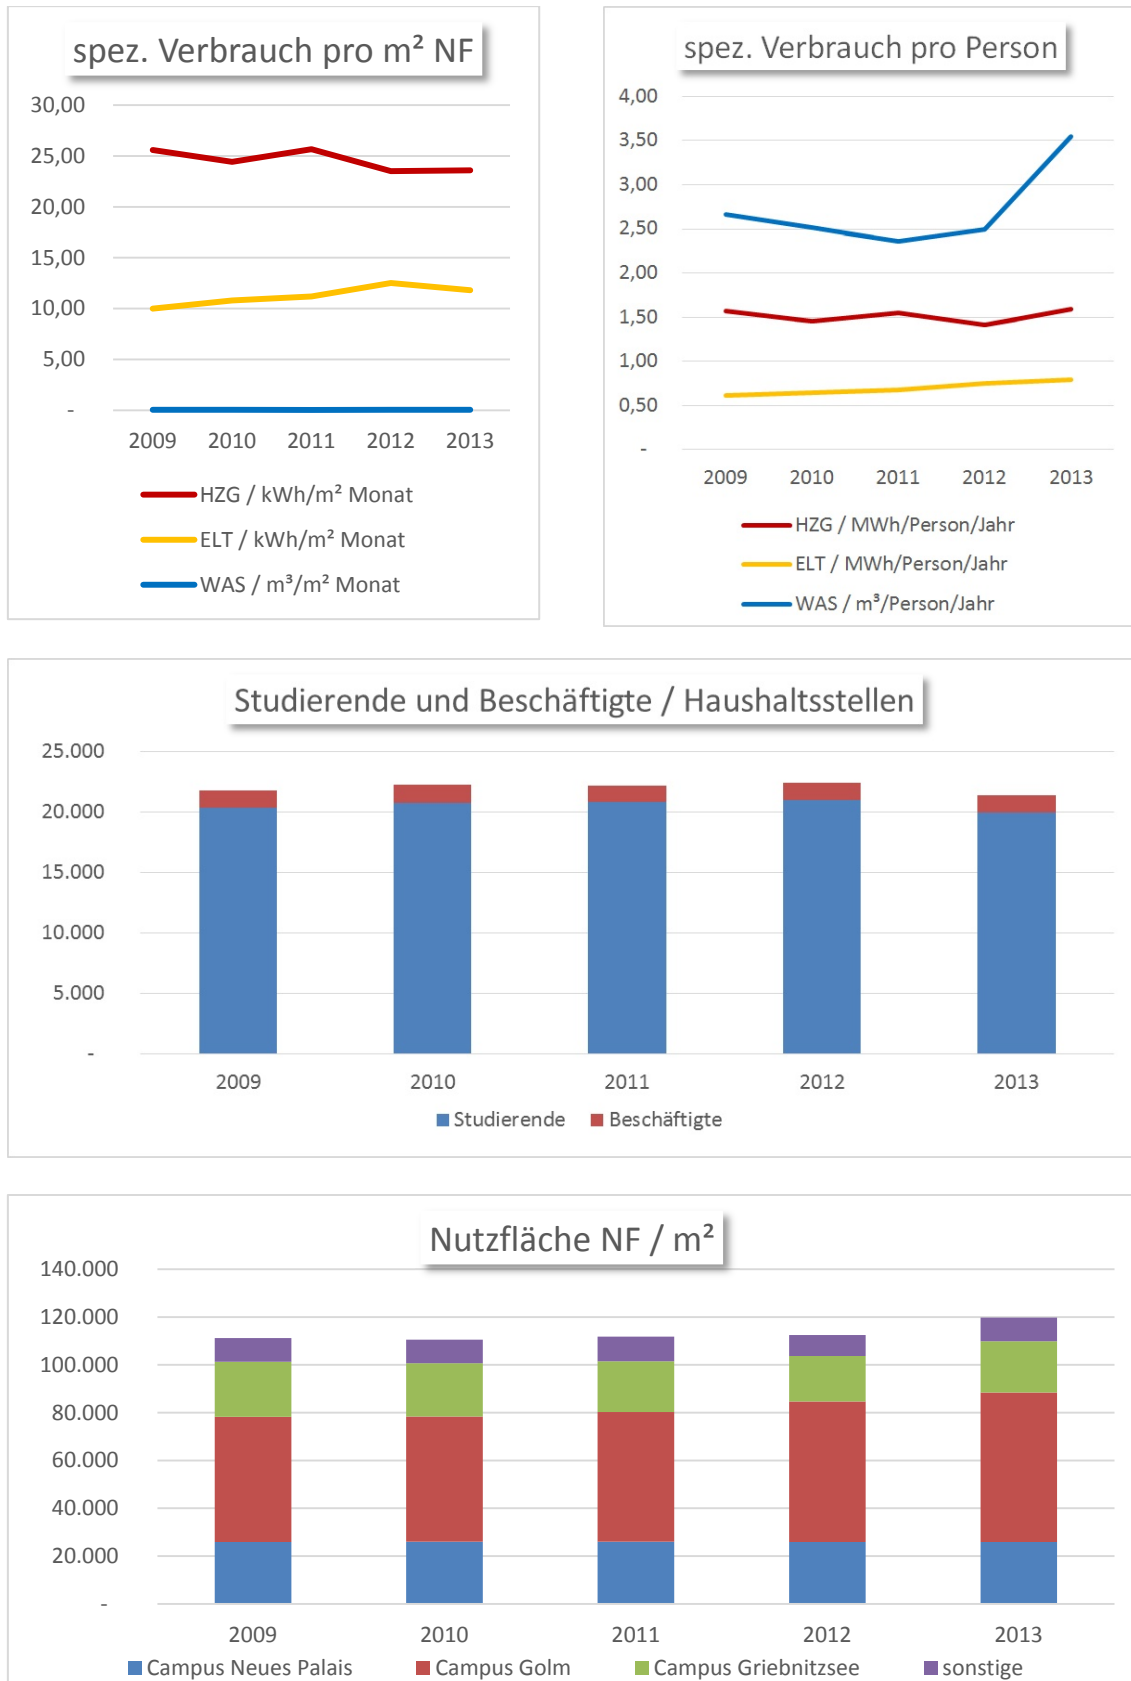 spez. Verbrauch pro m² NF
30,00
25,00
20,00
15,00
10,00
5,00
-
2009 2010 2011 2012 2013
HZG / kWh/m² Monat
ELT / kWh/m² Monat
WAS / m³/m² Monat
spez. Verbrauch pro Person
4,00
3,50
3,00
2,50
2,00
1,50
1,00
0,50
-
2009 2010 2011 2012 2013
HZG / MWh/Person/Jahr
ELT / MWh/Person/Jahr
WAS / m³/Person/Jahr
Studierende und Beschäftigte / Haushaltsstellen
25.000
20.000
15.000
10.000
5.000
-
2009 2010 2011 2012 2013
Studierende Beschäftigte
Nutzfläche NF / m²
140.000
120.000
100.000
80.000
60.000
40.000
20.000
-
2009 2010 2011 2012 2013
Campus Neues Palais Campus Golm Campus Griebnitzsee sonstige